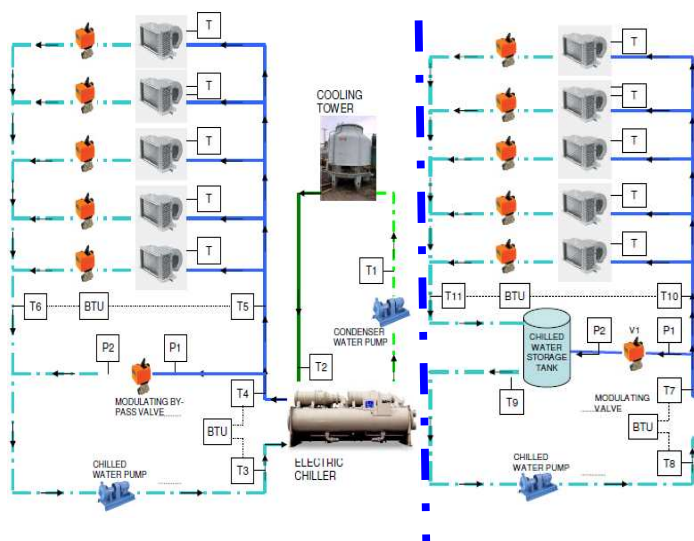 T
T
T
T
T
T6
BTU
T5
P2
P1
MODULATING BY-
PASS VALVE
T4
BTU
T3
CHILLED
WATER PUMP
COOLING
TOWER
T1
CONDENSER
WATER PUMP
T2
ELECTRIC
CHILLER
T
T
T
T
T
T11
BTU
T10
CHILLED
WATER
STORAGE
TANK
P2
V1
P1
T9
MODULATING
VALVE
T7
BTU
T8
CHILLED
WATER PUMP